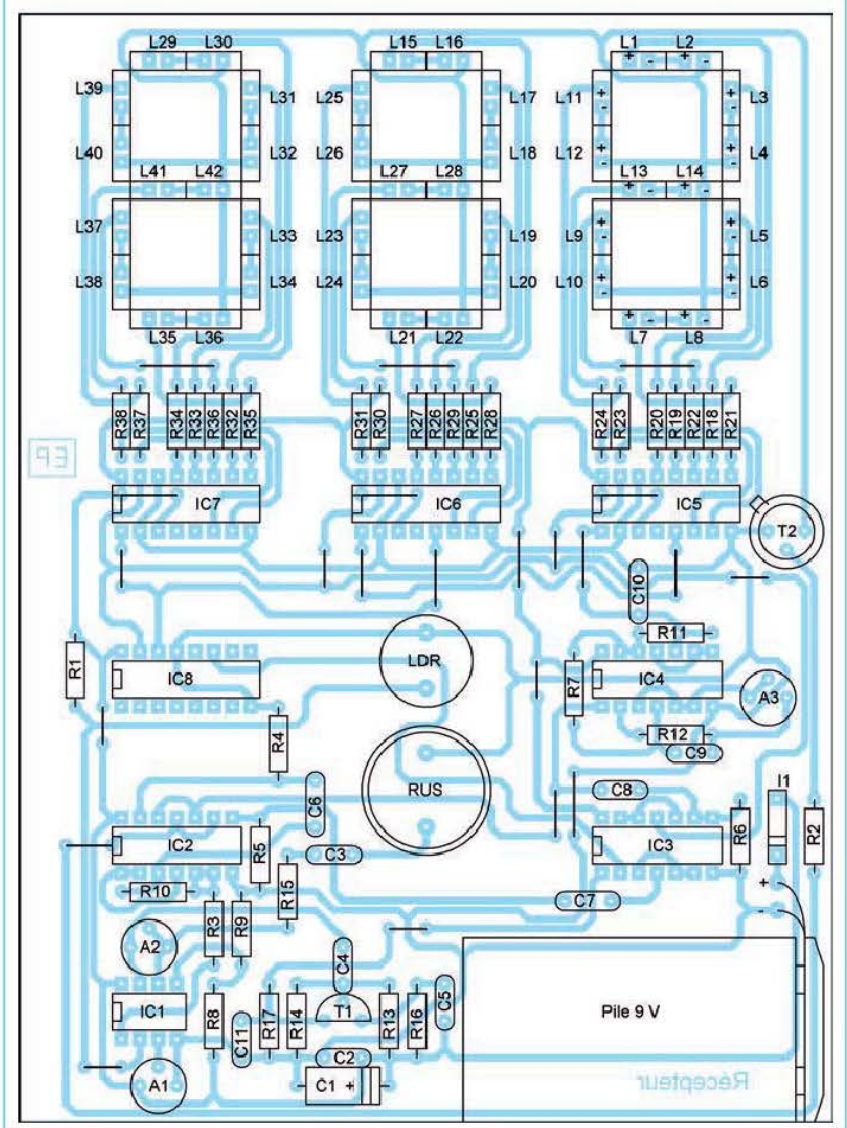 L29 L30 L15 L16 L1 L2
+ - + -
L39 L31 L25 L17 L11 + - + - L3
L40 L32 L26 L18 L12 + - + - L4
L41 L42 L27 L28 L13 L14
+ - + -
L37 L33 L23 L19 L9 + - + - L5
L38 L34 L24 L20 L10 + - + - L6
+ - + -
L35 L36 L21 L22 L7 L8
R38 R37 R34 R33 R36 R32 R35 R31 R30 R27 R26 R29 R25 R28 R24 R23 R20 R19 R22 R18 R21
EP
IC7 IC6 IC5
T2
C10
R11
R1 IC8 LDR R7 IC4 A3
R4 R12
C9
C6 RUS C8 I1
IC2 R5 C3 IC3 R6 R2
R10 R15 C7 +
-
A2 R3 R9 C4
IC1 R8 C11 R17 R14 T1 R13 R16 C5 Pile 9 V
C2
A1 C1 + Récepteur